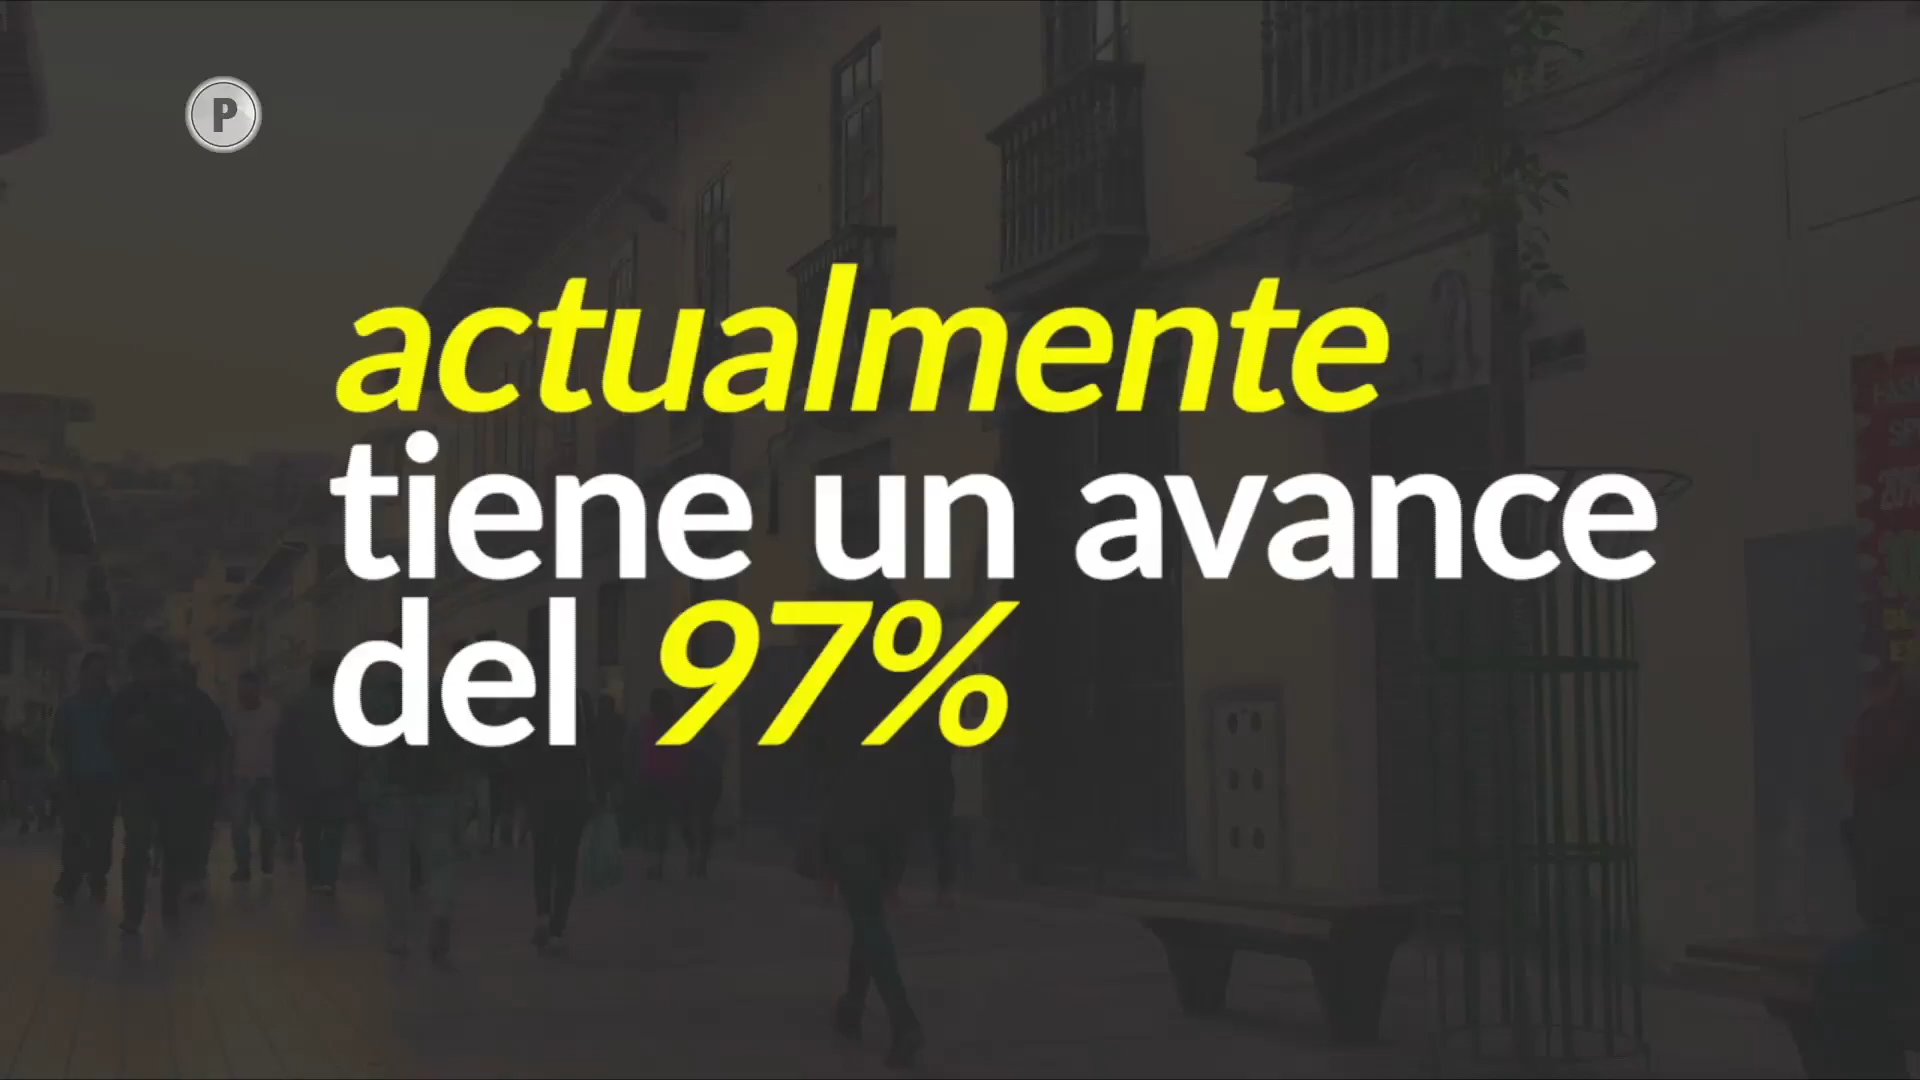 P
actualmente
tiene un avance
del 97%